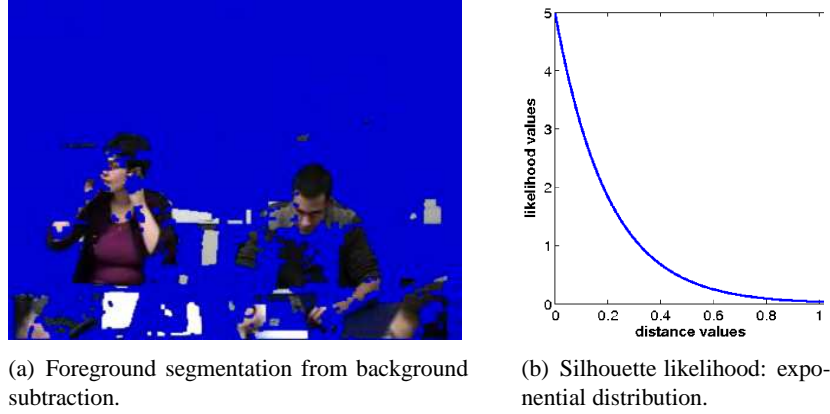 5
4
3
2
1
0
0 0.2 0.4 0.6 0.8 1
likelihood values
distance values
(a) Foreground segmentation from background
subtraction.
(b) Silhouette likelihood: expo-
nential distribution.